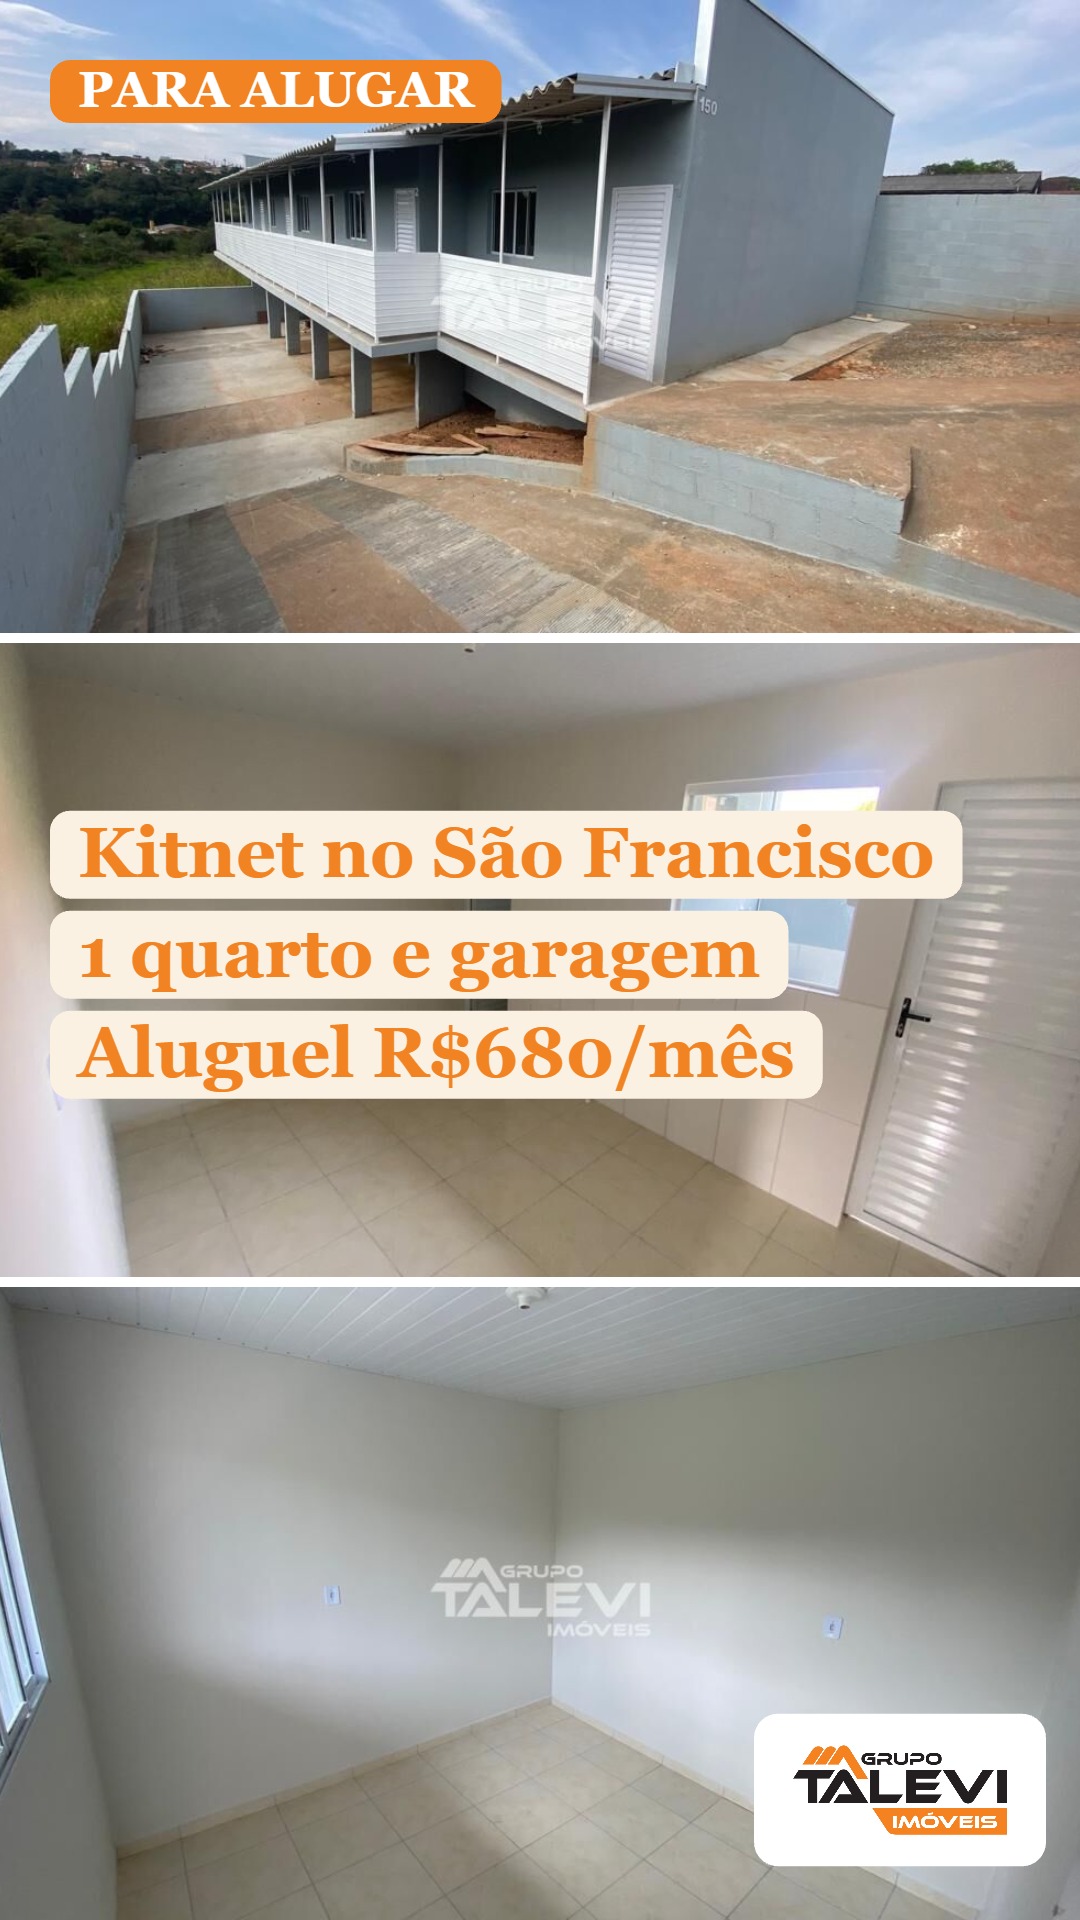 PARA ALUGAR
150
GRUPO
TALEVI
IMÓVEIS
Kitnet no São Francisco
1 quarto e garagem
Aluguel R$680/mês
GRUPO
TALEVI
IMÓVEIS
GRUPO
TALEVI
IMÓVEIS